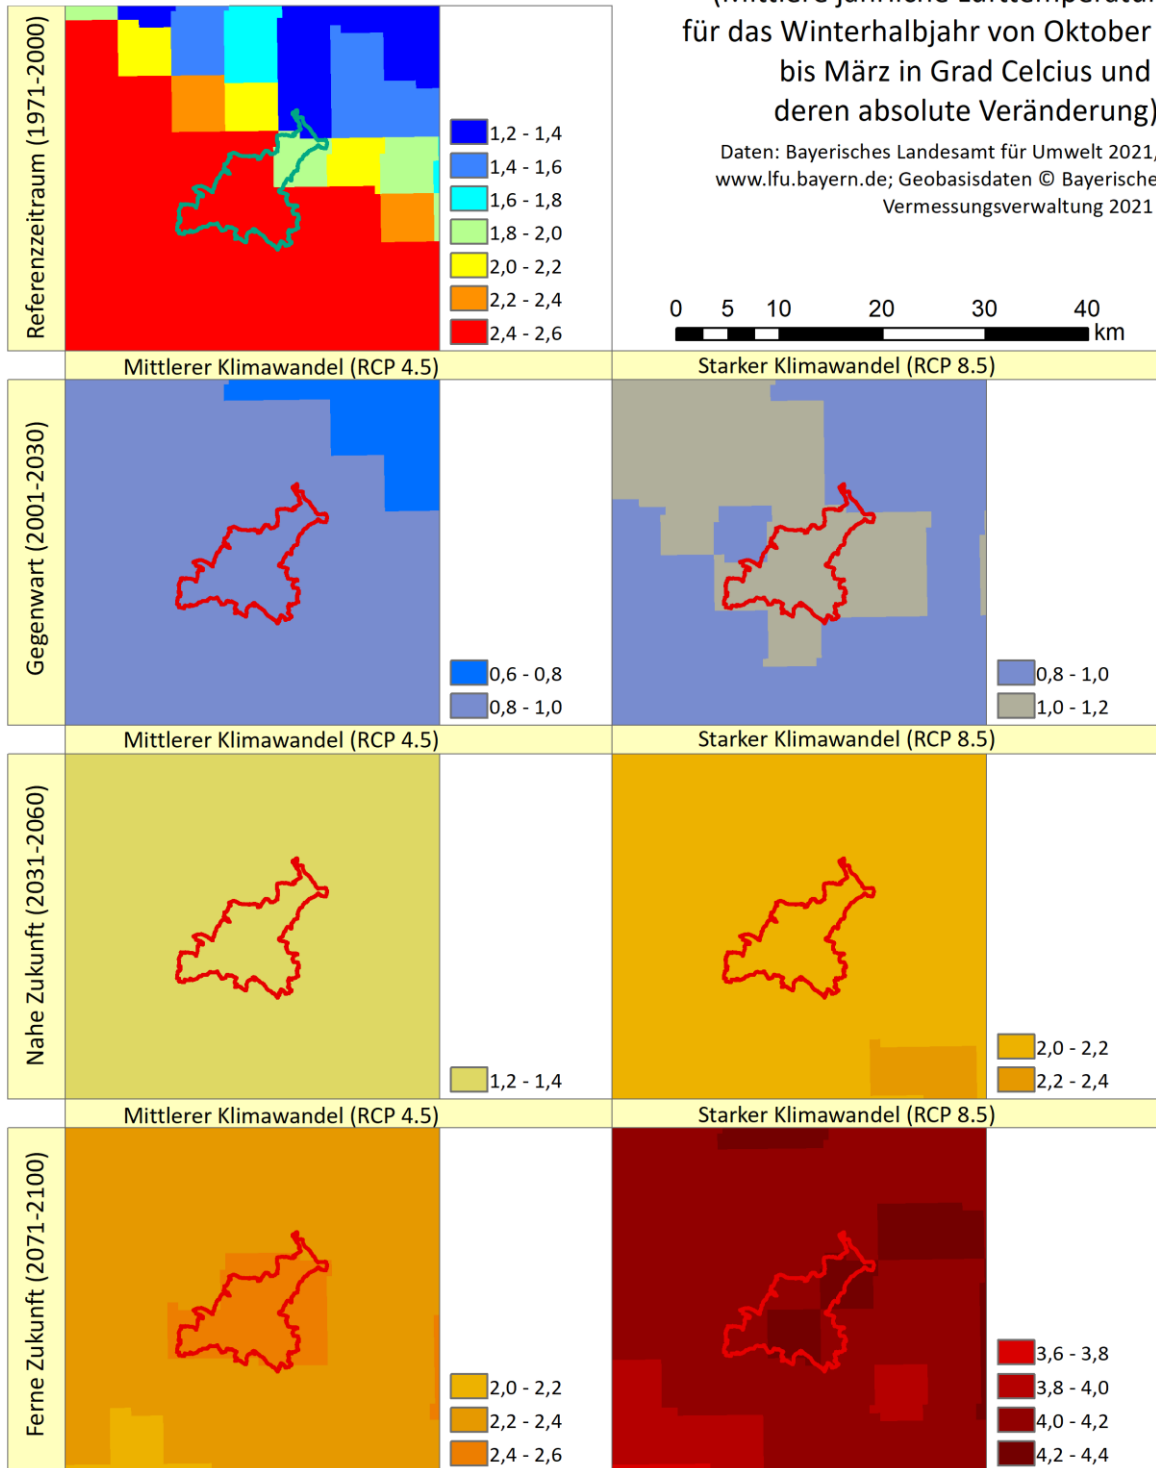 (Mittlere jährliche Lufttemperatur
für das Winterhalbjahr von Oktober
bis März in Grad Celcius und
deren absolute Veränderung)
Daten: Bayerisches Landesamt für Umwelt 2021,
www.lfu.bayern.de; Geobasisdaten © Bayerische
Vermessungsverwaltung 2021
0 5 10 20 30 40
km
Referenzzeitraum (1971-2000)
1,2 - 1,4
1,4 - 1,6
1,6 - 1,8
1,8 - 2,0
2,0 - 2,2
2,2 - 2,4
2,4 - 2,6
Mittlerer Klimawandel (RCP 4.5)
Starker Klimawandel (RCP 8.5)
Gegenwart (2001-2030)
0,6 - 0,8
0,8 - 1,0
0,8 - 1,0
1,0 - 1,2
Mittlerer Klimawandel (RCP 4.5)
Starker Klimawandel (RCP 8.5)
Nahe Zukunft (2031-2060)
1,2 - 1,4
2,0 - 2,2
2,2 - 2,4
Mittlerer Klimawandel (RCP 4.5)
Starker Klimawandel (RCP 8.5)
Ferne Zukunft (2071-2100)
2,0 - 2,2
2,2 - 2,4
2,4 - 2,6
3,6 - 3,8
3,8 - 4,0
4,0 - 4,2
4,2 - 4,4